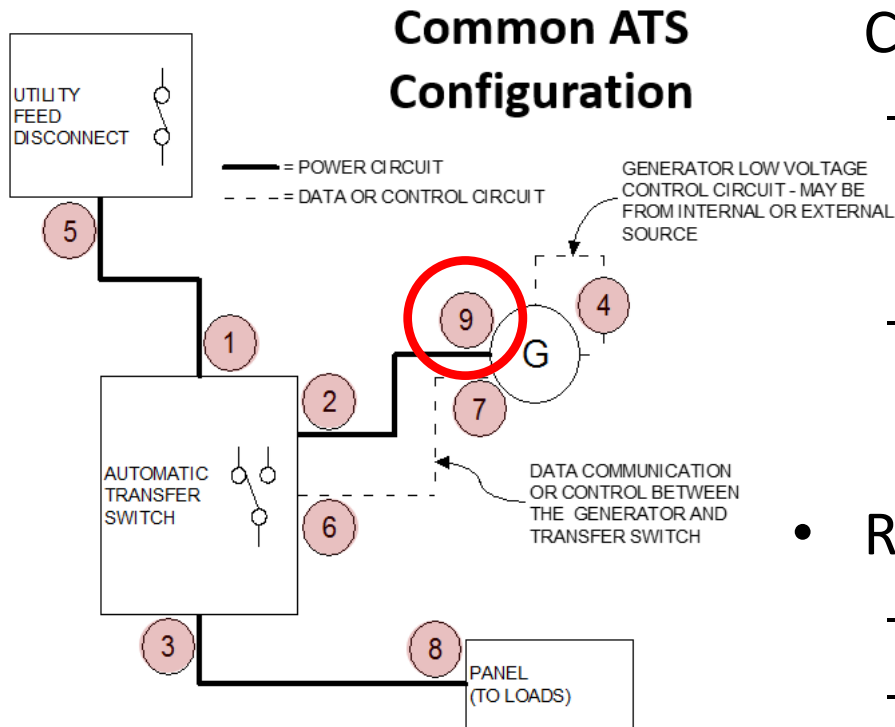 Common ATS
Configuration
UTILITY
FEED
DISCONNECT
= POWER CIRCUIT
= DATA OR CONTROL CIRCUIT
GENERATOR LOW VOLTAGE
CONTROL CIRCUIT - MAY BE
FROM INTERNAL OR EXTERNAL
SOURCE
5
9
4
1
G
2
7
AUTOMATIC
TRANSFER
SWITCH
DATA COMMUNICATION
OR CONTROL BETWEEN
THE GENERATOR AND
TRANSFER SWITCH
6
3
8
PANEL
(TO LOADS)
C
–
–
• R
–
–